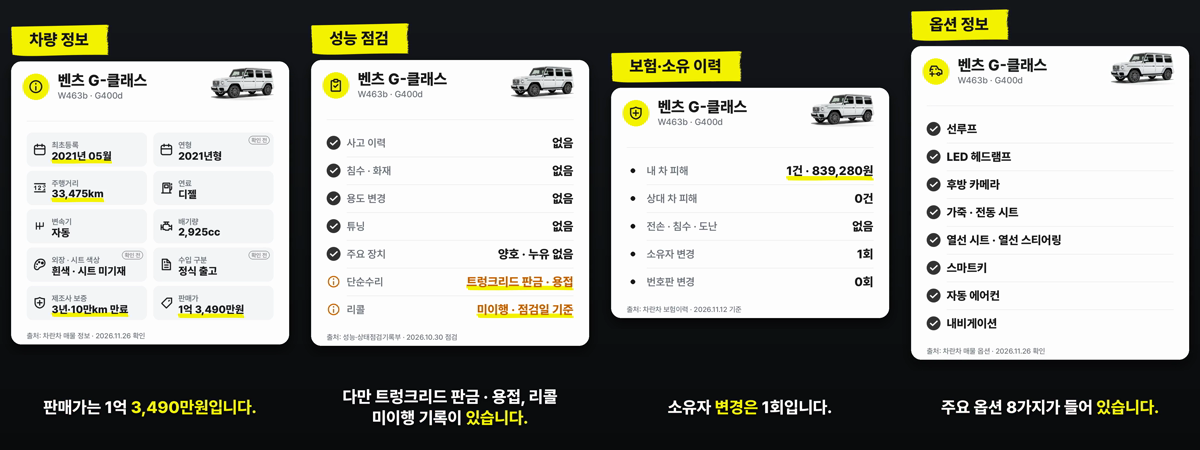 차량 정보
벤츠 G-클래스
W463b · G400d
최초등록
2021년 05월
연형
확인 전
2021년형
주행거리
33,475km
연료
디젤
변속기
자동
배기량
2,925cc
외장 · 시트 색상
확인 전
흰색 · 시트 미기재
수입 구분
확인 전
정식 출고
제조사 보증
3년·10만km 만료
판매가
1억 3,490만원
출처: 차란차 매물 정보 · 2026.11.26 확인
판매가는 1억 3,490만원입니다.
성능 점검
벤츠 G-클래스
W463b · G400d
사고 이력 없음
침수 · 화재 없음
용도 변경 없음
튜닝 없음
주요 장치 양호 · 누유 없음
단순수리 트렁크리드 판금 · 용접
리콜 미이행 · 점검일 기준
출처: 성능·상태점검기록부 · 2026.10.30 점검
다만 트렁크리드 판금 · 용접, 리콜
미이행 기록이 있습니다.
보험·소유 이력
벤츠 G-클래스
W463b · G400d
내 차 피해 1건 · 839,280원
상대 차 피해 0건
전손 · 침수 · 도난 없음
소유자 변경 1회
번호판 변경 0회
출처: 차란차 보험이력 · 2026.11.12 기준
소유자 변경은 1회입니다.
옵션 정보
벤츠 G-클래스
W463b · G400d
선루프
LED 헤드램프
후방 카메라
가죽 · 전동 시트
열선 시트 · 열선 스티어링
스마트키
자동 에어컨
내비게이션
출처: 차란차 매물 옵션 · 2026.11.26 확인
주요 옵션 8가지가 들어 있습니다.